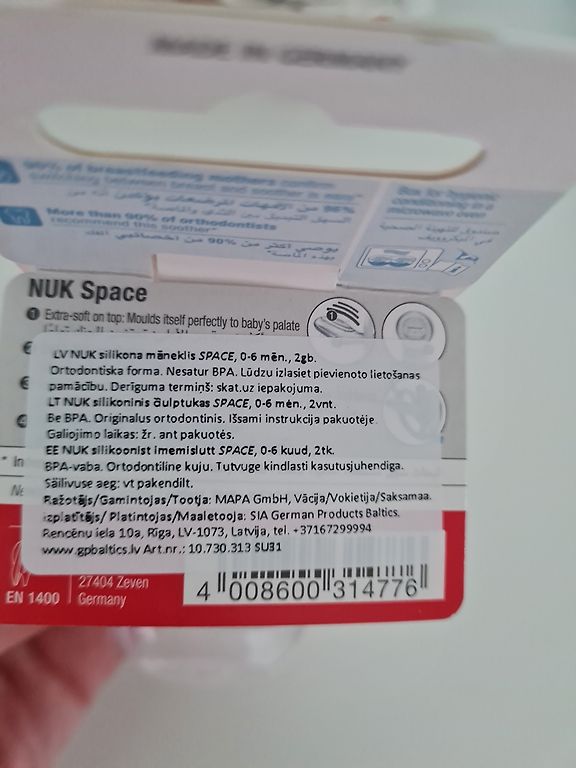 MADE IN GERMANY
More than 90% of orthodontists
recommend this soother*
NUK Space
1 Extra-soft on top: Moulds itself perfectly to baby's palate
LV NUK silikona māneklis SPACE, 0-6 mēn., 2gb.
Ortodontiska forma. Nesatur BPA. Lūdzu izlasiet pievienoto lietošanas
pamācību. Derīguma termiņš: skat.uz iepakojuma.
LT NUK silikoninis čiulptukas SPACE, 0-6 mėn., 2vnt.
Be BPA. Originalus ortodontinis. Išsami instrukcija pakuotėje.
Galiojimo laikas: žr. ant pakuotės.
EE NUK silikoonist imemislutt SPACE, 0-6 kuud, 2tk.
BPA-vaba. Ortodontiline kuju. Tutvuge kindlasti kasutusjuhendiga.
Säilivuse aeg: vt pakendilt.
Ražotājs/Gamintojas/Tootja: MAPA GmbH, Vācija/Vokietija/Saksamaa.
Izplatītājs/ Platintojas/Maaletooja: SIA German Products Baltics.
Rencēnu iela 10a, Rīga, LV-1073, Latvija, tel. +37167299994
www.gpbaltics.lv Art.nr.: 10.730.313 SU31
27404 Zeven
EN 1400 Germany
4 008600 314776